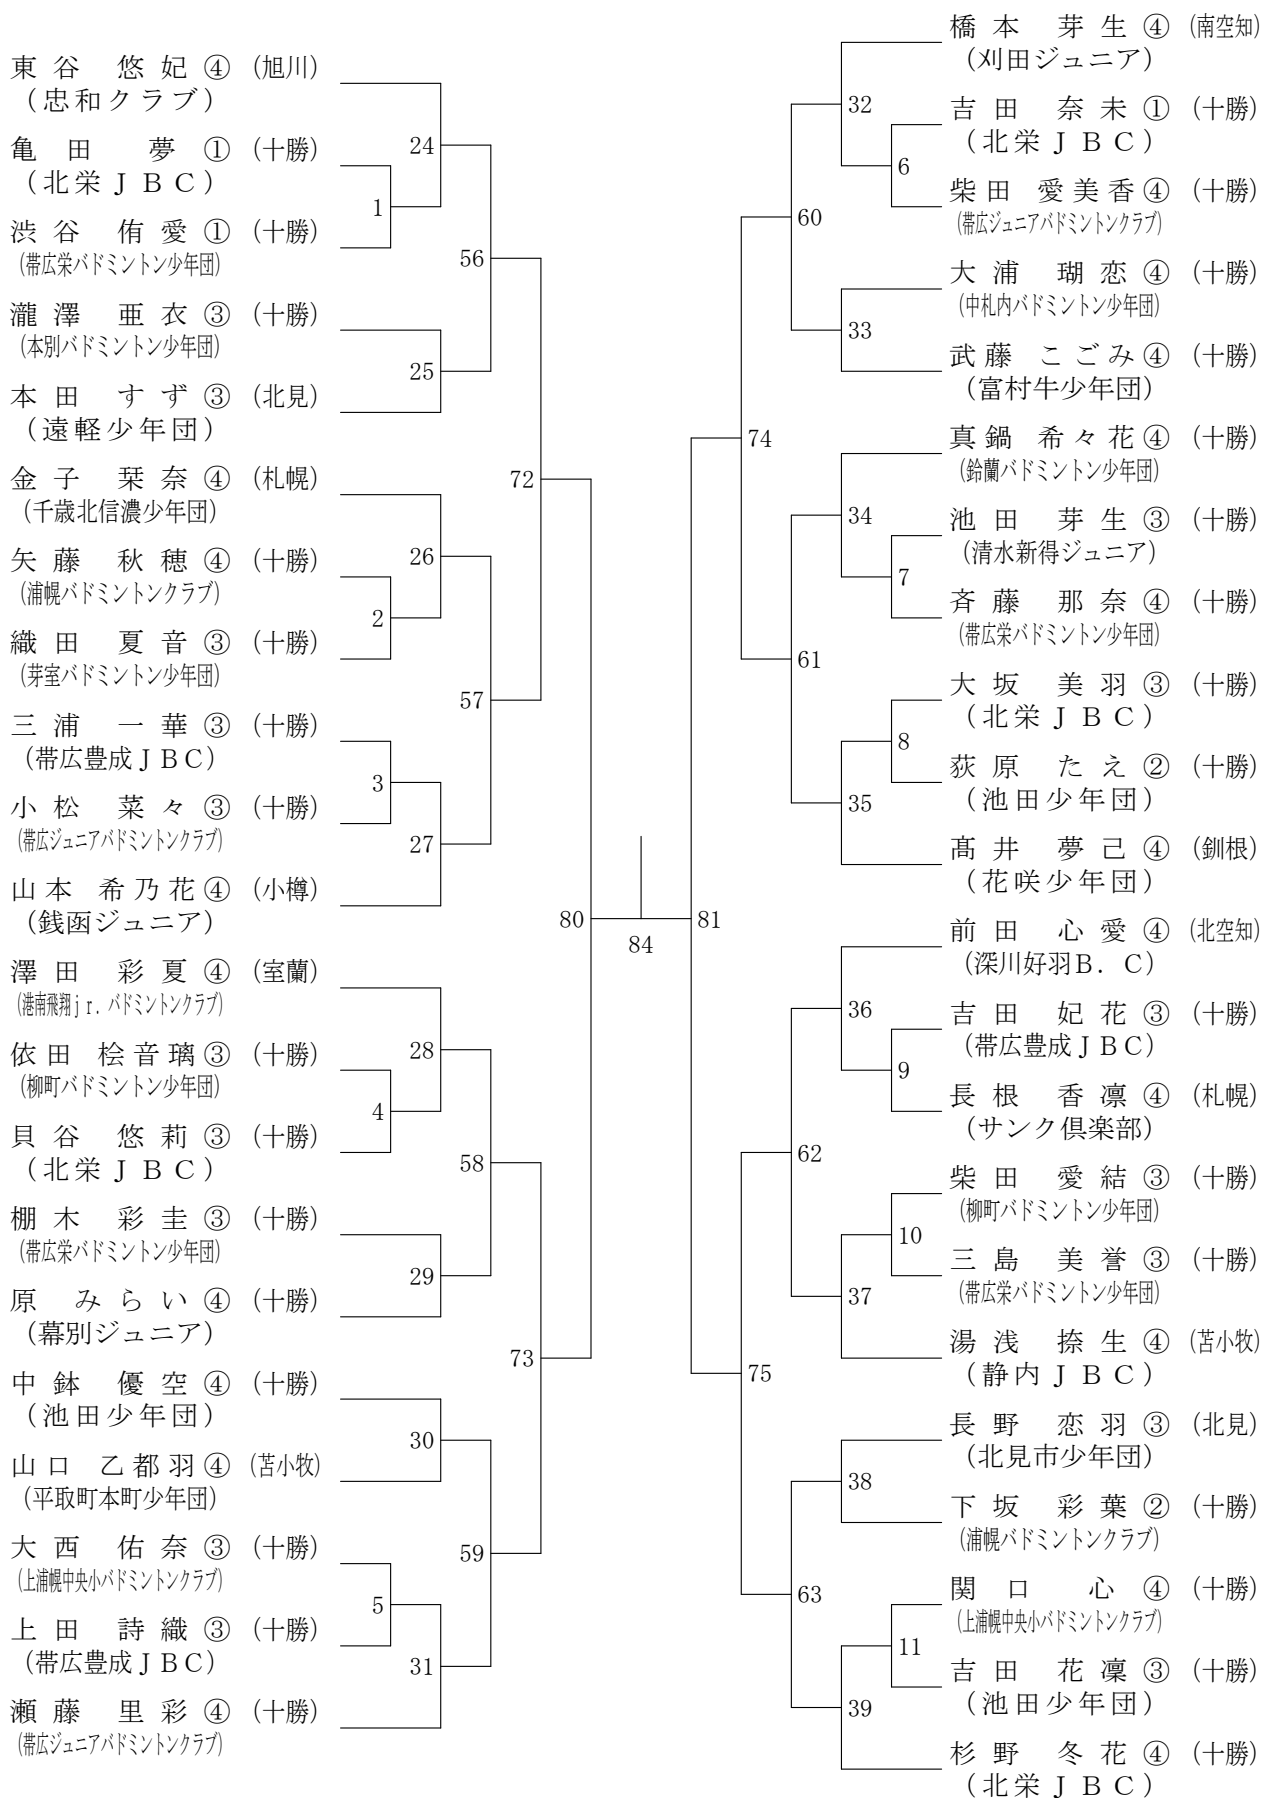 東谷 悠妃④ (旭川)
(忠和クラブ)
亀田 夢① (十勝)
(北栄ＪＢＣ)
渋谷 侑愛① (十勝)
(帯広栄バドミントン少年団)
瀧澤 亜衣③ (十勝)
(本別バドミントン少年団)
本田 すず③ (北見)
(遠軽少年団)
金子 栞奈④ (札幌)
(千歳北信濃少年団)
矢藤 秋穂④ (十勝)
(浦幌バドミントンクラブ)
織田 夏音③ (十勝)
(芽室バドミントン少年団)
三浦 一華③ (十勝)
(帯広豊成ＪＢＣ)
小松 菜々③ (十勝)
(帯広ジュニアバドミントンクラブ)
山本 希乃花④ (小樽)
(銭函ジュニア)
澤田 彩夏④ (室蘭)
(港南飛翔jr.バドミントンクラブ)
依田 桧音璃③ (十勝)
(柳町バドミントン少年団)
貝谷 悠莉③ (十勝)
(北栄ＪＢＣ)
棚木 彩圭③ (十勝)
(帯広栄バドミントン少年団)
原 みらい④ (十勝)
(幕別ジュニア)
中鉢 優空④ (十勝)
(池田少年団)
山口 乙都羽④ (苫小牧)
(平取町本町少年団)
大西 佑奈③ (十勝)
(上浦幌中央小バドミントンクラブ)
上田 詩織③ (十勝)
(帯広豊成ＪＢＣ)
瀬藤 里彩④ (十勝)
(帯広ジュニアバドミントンクラブ)
1
2
3
4
5
24
25
26
27
28
29
30
31
56
57
58
59
72
73
80
84
81
74
75
60
61
62
63
32
33
34
35
36
37
38
39
6
7
8
9
10
11
橋本 芽生④ (南空知)
(刈田ジュニア)
吉田 奈未① (十勝)
(北栄ＪＢＣ)
柴田 愛美香④ (十勝)
(帯広ジュニアバドミントンクラブ)
大浦 瑚恋④ (十勝)
(中札内バドミントン少年団)
武藤 こごみ④ (十勝)
(富村牛少年団)
真鍋 希々花④ (十勝)
(鈴蘭バドミントン少年団)
池田 芽生③ (十勝)
(清水新得ジュニア)
斉藤 那奈④ (十勝)
(帯広栄バドミントン少年団)
大坂 美羽③ (十勝)
(北栄ＪＢＣ)
荻原 たえ② (十勝)
(池田少年団)
髙井 夢己④ (釧根)
(花咲少年団)
前田 心愛④ (北空知)
(深川好羽Ｂ．Ｃ)
吉田 妃花③ (十勝)
(帯広豊成ＪＢＣ)
長根 香凛④ (札幌)
(サンク倶楽部)
柴田 愛結③ (十勝)
(柳町バドミントン少年団)
三島 美誉③ (十勝)
(帯広栄バドミントン少年団)
湯浅 捺生④ (苫小牧)
(静内ＪＢＣ)
長野 恋羽③ (北見)
(北見市少年団)
下坂 彩葉② (十勝)
(浦幌バドミントンクラブ)
関口 心④ (十勝)
(上浦幌中央小バドミントンクラブ)
吉田 花凜③ (十勝)
(池田少年団)
杉野 冬花④ (十勝)
(北栄ＪＢＣ)